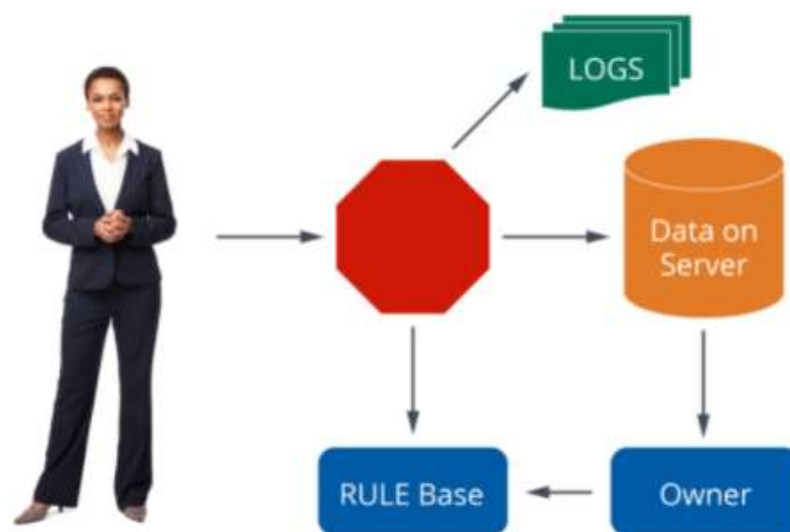 LOGS
Data on
Server
RULE Base
Owner